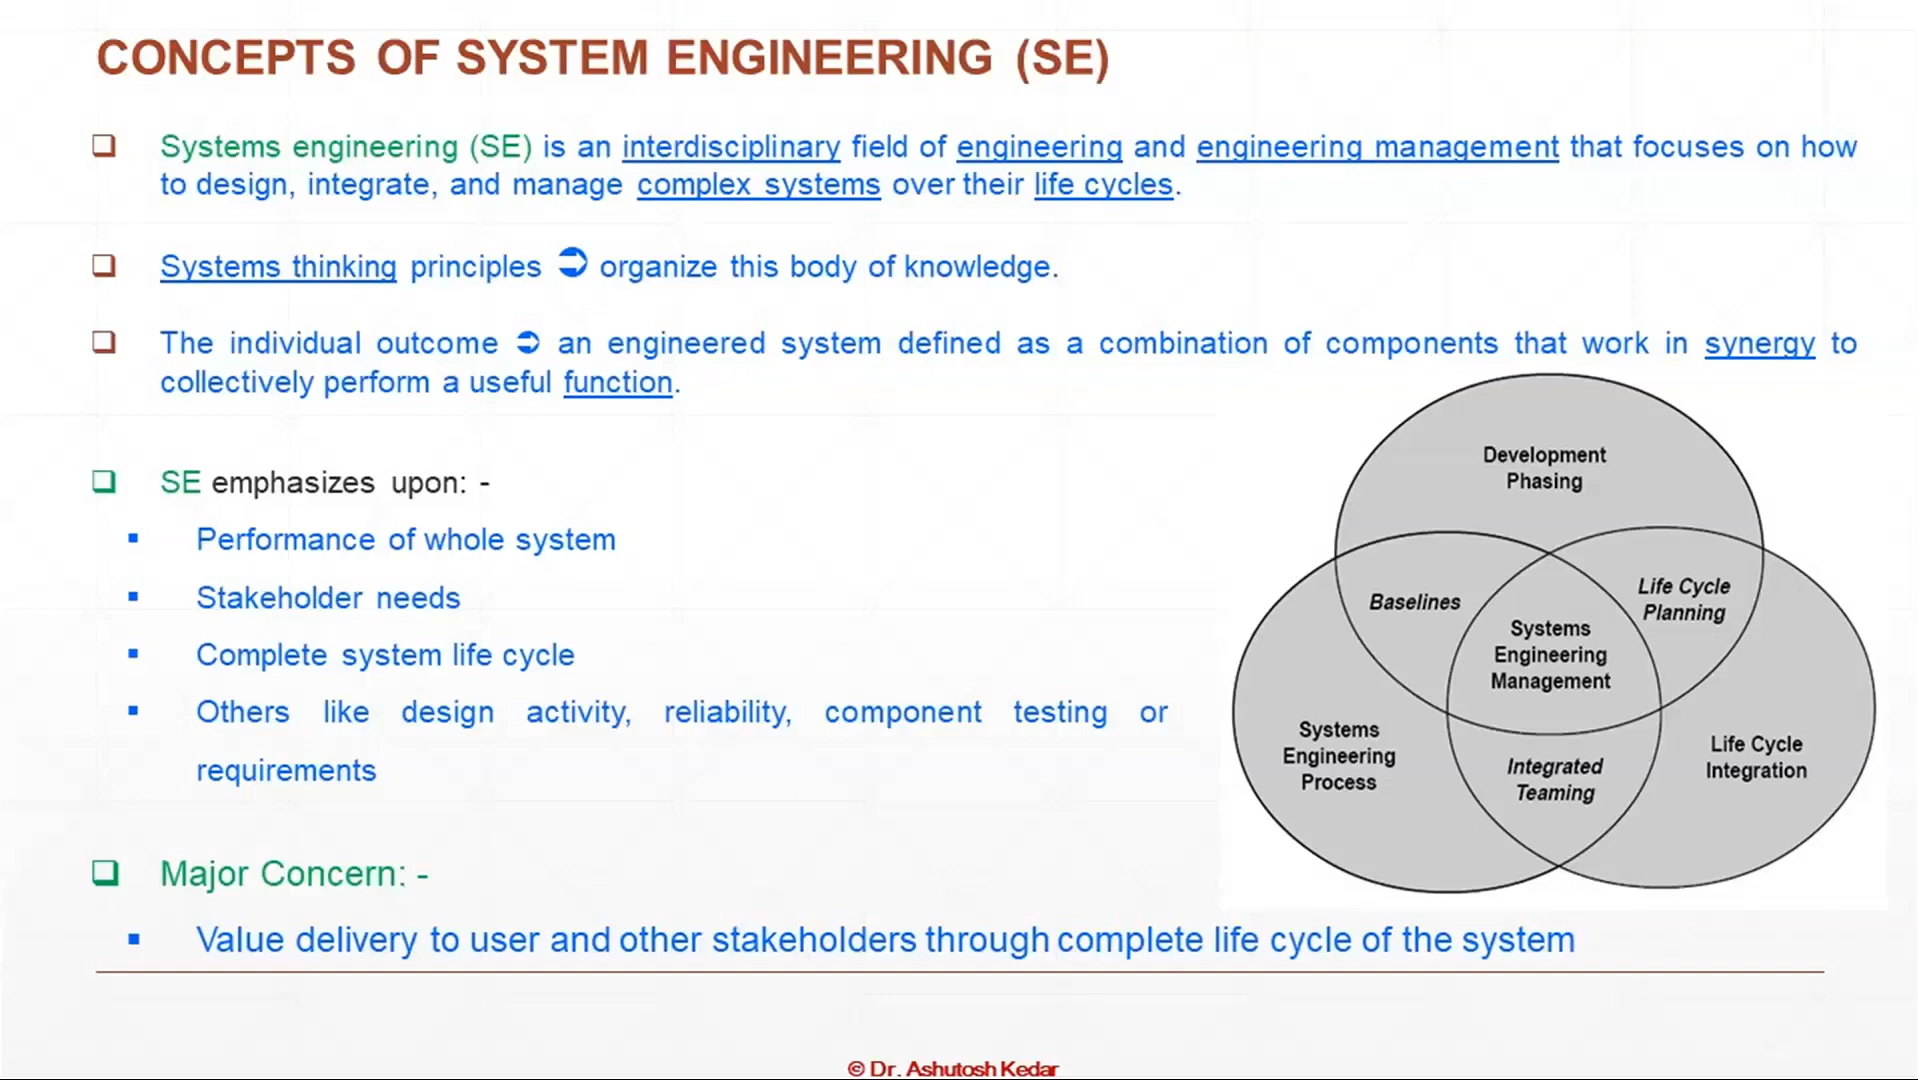 CONCEPTS OF SYSTEM ENGINEERING (SE)
Systems engineering (SE) is an interdisciplinary field of engineering and engineering management that focuses on how
to design, integrate, and manage complex systems over their life cycles.
Systems thinking principles ➲ organize this body of knowledge.
The individual outcome ➲ an engineered system defined as a combination of components that work in synergy to
collectively perform a useful function.
SE emphasizes upon: -
Performance of whole system
Stakeholder needs
Complete system life cycle
Others like design activity, reliability, component testing or
requirements
Major Concern: -
Value delivery to user and other stakeholders through complete life cycle of the system
Development
Phasing
Baselines
Life Cycle
Planning
Systems
Engineering
Management
Systems
Engineering
Process
Integrated
Teaming
Life Cycle
Integration
© Dr. Ashutosh Kedar